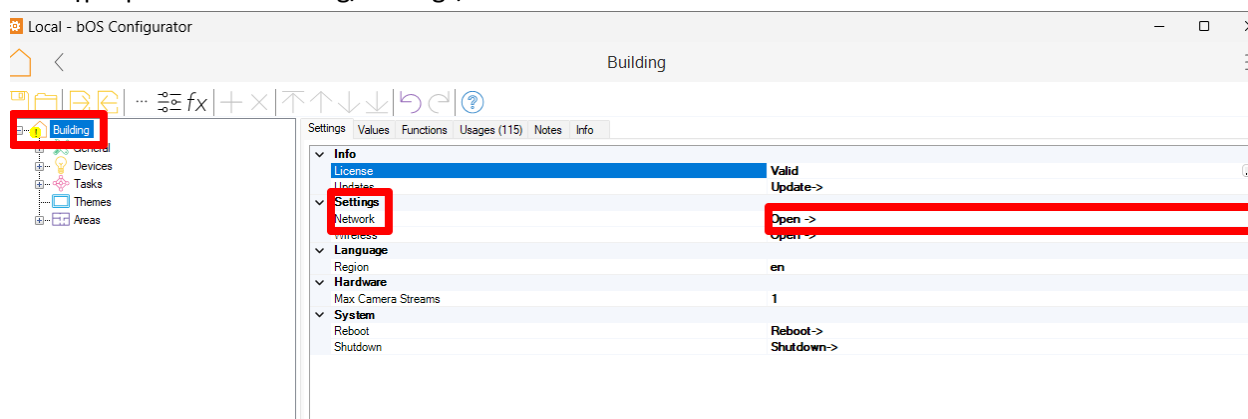 Local - bOS Configurator
Building
fx
Building
Settings Values Functions Usages (115) Notes Info
General
Devices
Tasks
Themes
Areas
Info
License Valid
Updates Update->
Settings
Network Open ->
Wireless Open ->
Language
Region en
Hardware
Max Camera Streams 1
System
Reboot Reboot->
Shutdown Shutdown->